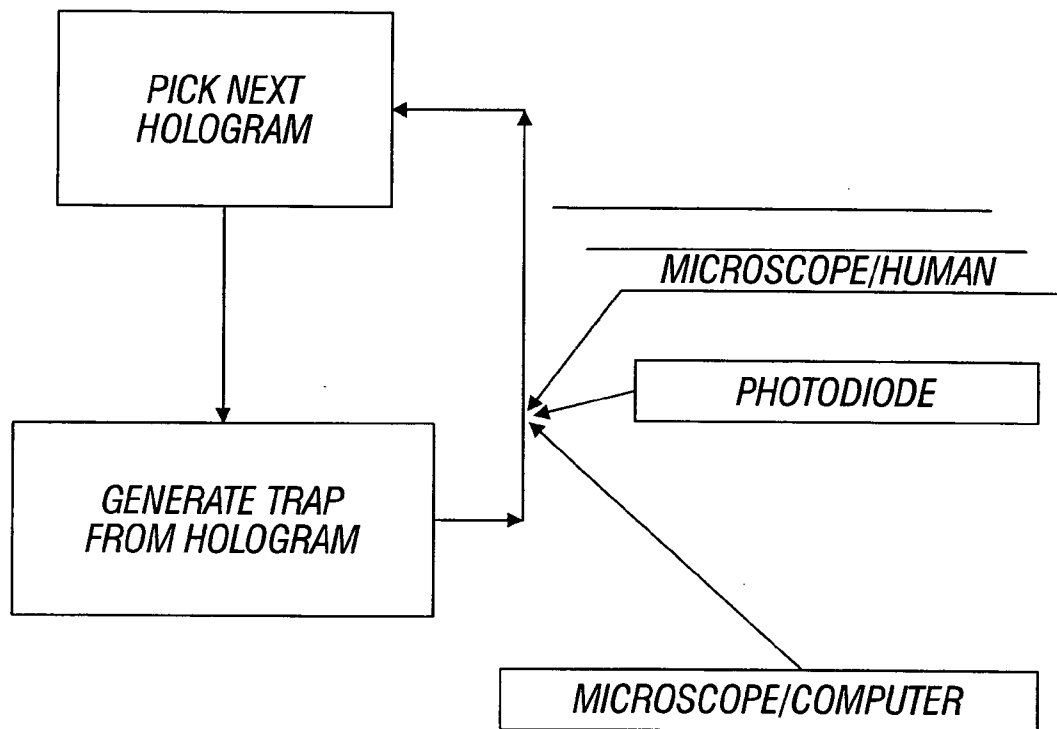 PICK NEXT
HOLOGRAM
MICROSCOPE/HUMAN
PHOTODIODE
GENERATE TRAP
FROM HOLOGRAM
MICROSCOPE/COMPUTER